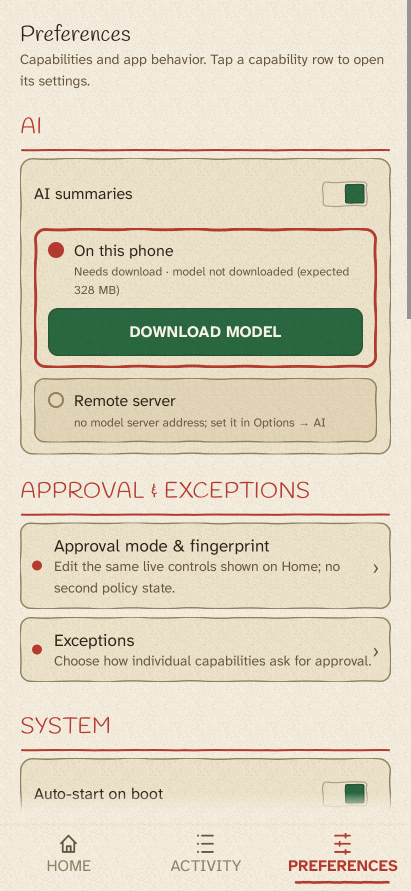 Preferences
Capabilities and app behavior. Tap a capability row to open
its settings.
AI
AI summaries
On this phone
Needs download · model not downloaded (expected
328 MB)
DOWNLOAD MODEL
Remote server
no model server address; set it in Options → AI
APPROVAL & EXCEPTIONS
Approval mode & fingerprint
Edit the same live controls shown on Home; no
second policy state.
Exceptions
Choose how individual capabilities ask for approval.
SYSTEM
Auto-start on boot
HOME
ACTIVITY
PREFERENCES